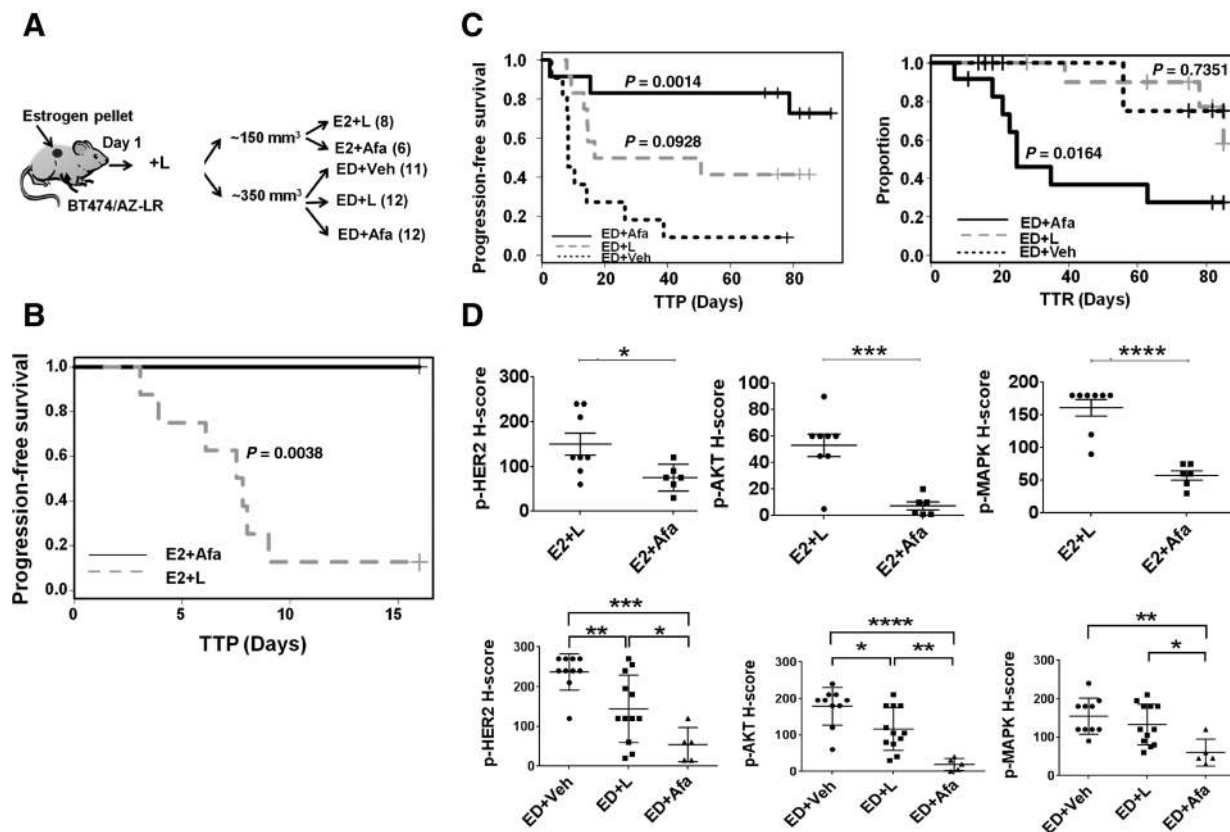 A
Estrogen pellet
Day 1
+L
BT474/AZ-LR
~150 mm³
~350 mm³
E2+L (8)
E2+Afa (6)
ED+Veh (11)
ED+L (12)
ED+Afa (12)
B
Progression-free survival
1.0
0.8
0.6
0.4
0.2
0.0
P = 0.0038
E2+Afa
E2+L
0 5 10 15
TTP (Days)
C
Progression-free survival
1.0
0.8
0.6
0.4
0.2
0.0
P = 0.0014
P = 0.0928
ED+Afa
ED+L
ED+Veh
0 20 40 60 80
TTP (Days)
Proportion
1.0
0.8
0.6
0.4
0.2
0.0
P = 0.7351
P = 0.0164
ED+Afa
ED+L
ED+Veh
0 20 40 60 80
TTR (Days)
D
*
p-HER2 H-score
300
200
100
0
E2+L
E2+Afa
***
p-AKT H-score
100
80
60
40
20
0
E2+L
E2+Afa
****
p-MAPK H-score
200
150
100
50
0
E2+L
E2+Afa
***
** *
p-HER2 H-score
300
200
100
0
ED+Veh
ED+L
ED+Afa
****
* **
p-AKT H-score
300
200
100
0
ED+Veh
ED+L
ED+Afa
**
*
p-MAPK H-score
300
200
100
0
ED+Veh
ED+L
ED+Afa